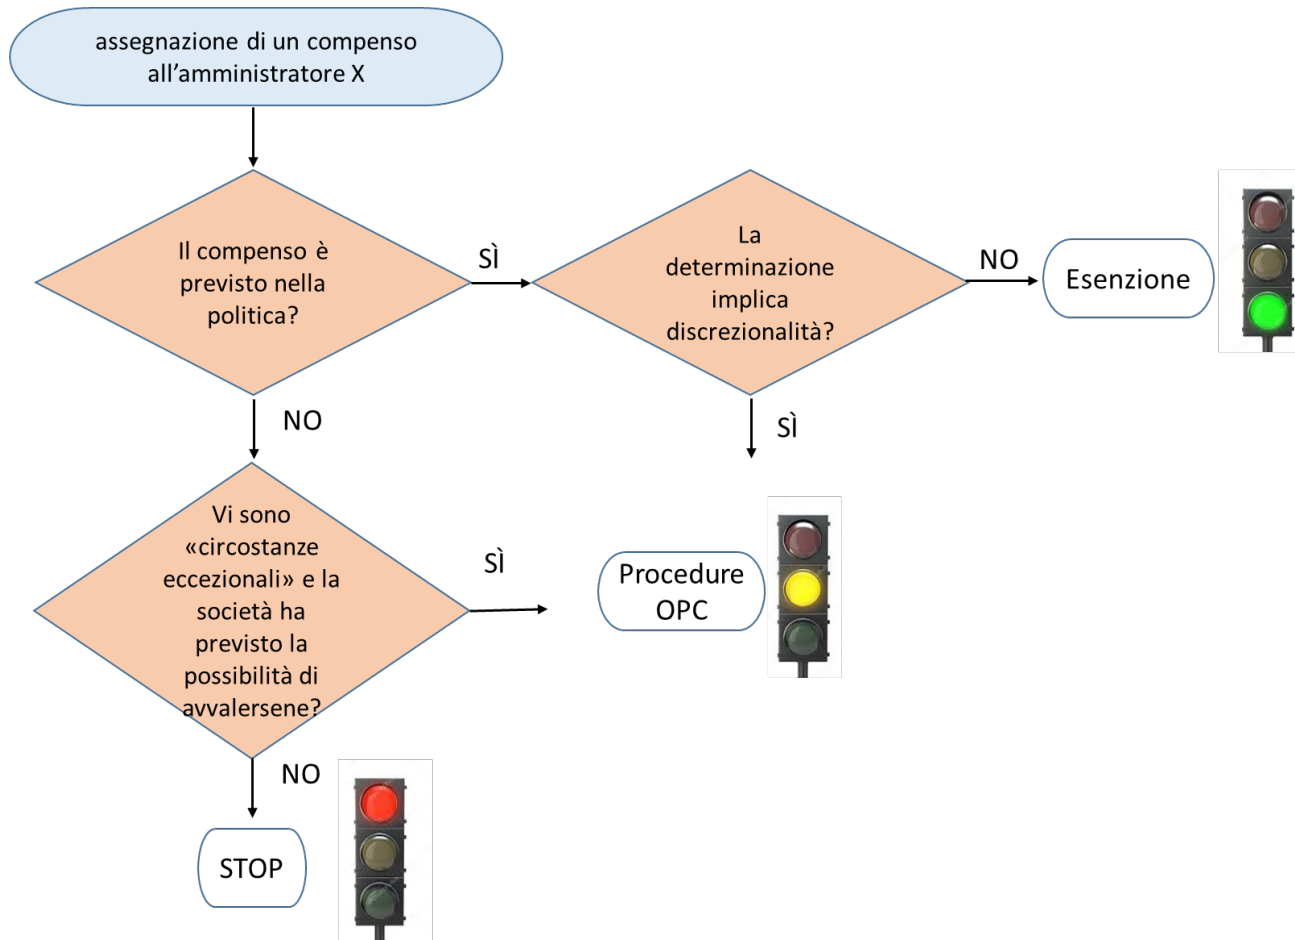 assegnazione di un compenso
all’amministratore X
Il compenso è
previsto nella
politica?
SÌ
La
determinazione
implica
discrezionalità?
NO
Esenzione
NO
SÌ
Vi sono
«circostanze
eccezionali» e la
società ha
previsto la
possibilità di
avvalersene?
SÌ
Procedure
OPC
NO
STOP